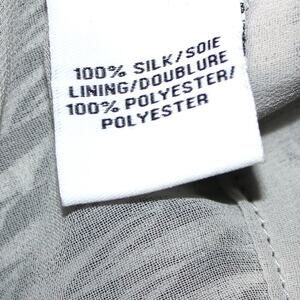 100% SILK/SOIE
LINING/DOUBLURE
100% POLYESTER/
POLYESTER